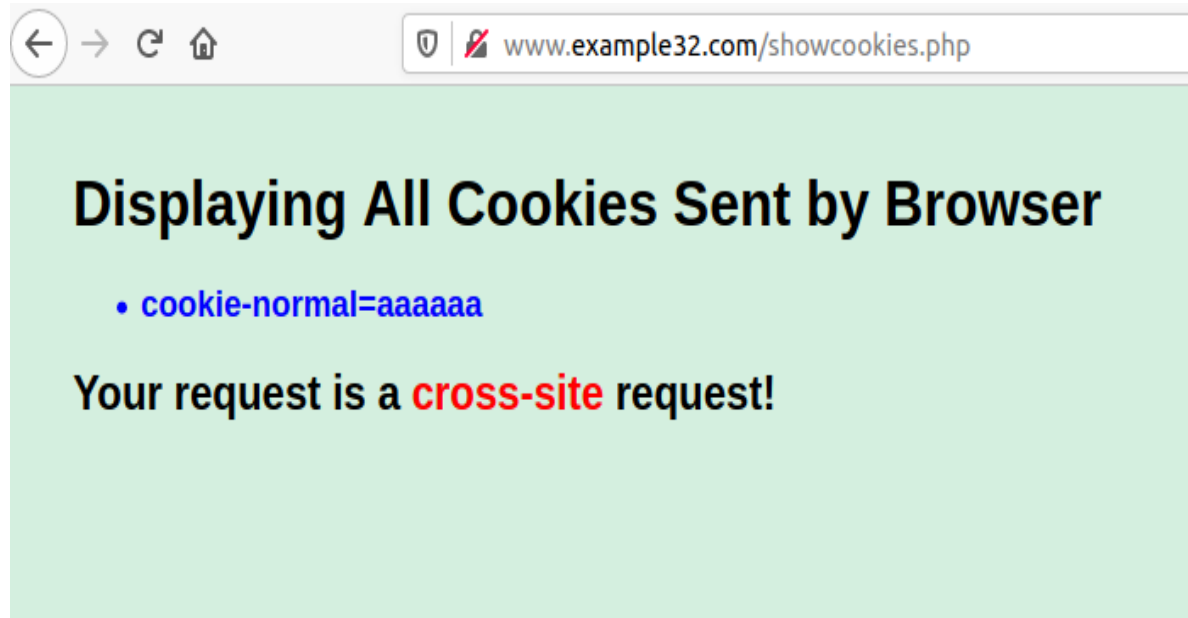 www.example32.com/showcookies.php
Displaying All Cookies Sent by Browser
• cookie-normal=aaaaaa
Your request is a cross-site request!